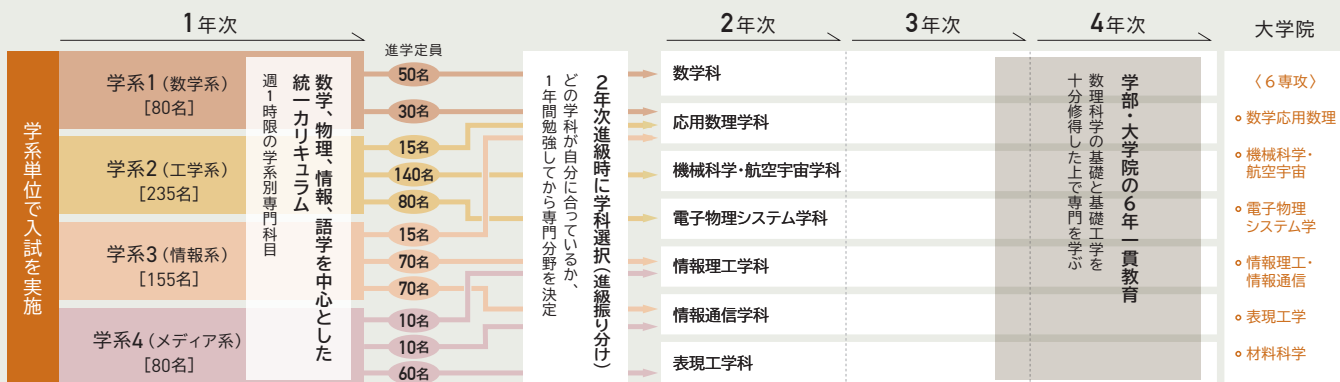 1年次
2年次
3年次
4年次
大学院
進学定員
学系単位で入試を実施
学系1（数学系）
[80名]
学系2（工学系）
[235名]
学系3（情報系）
[155名]
学系4（メディア系）
[80名]
数学、物理、情報、語学を中心とした
統一カリキュラム
週1時限の学系別専門科目
50名
30名
15名
140名
80名
15名
70名
70名
10名
10名
60名
2年次進級時に学科選択（進級振り分け）
どの学科が自分に合っているか、
1年間勉強してから専門分野を決定
数学科
応用数理学科
機械科学・航空宇宙学科
電子物理システム学科
情報理工学科
情報通信学科
表現工学科
学部・大学院の6年一貫教育
数理科学の基礎と基礎工学を
十分修得した上で専門を学ぶ
〈6専攻〉
数学応用数理
機械科学・
航空宇宙
電子物理
システム学
情報理工・
情報通信
表現工学
材料科学